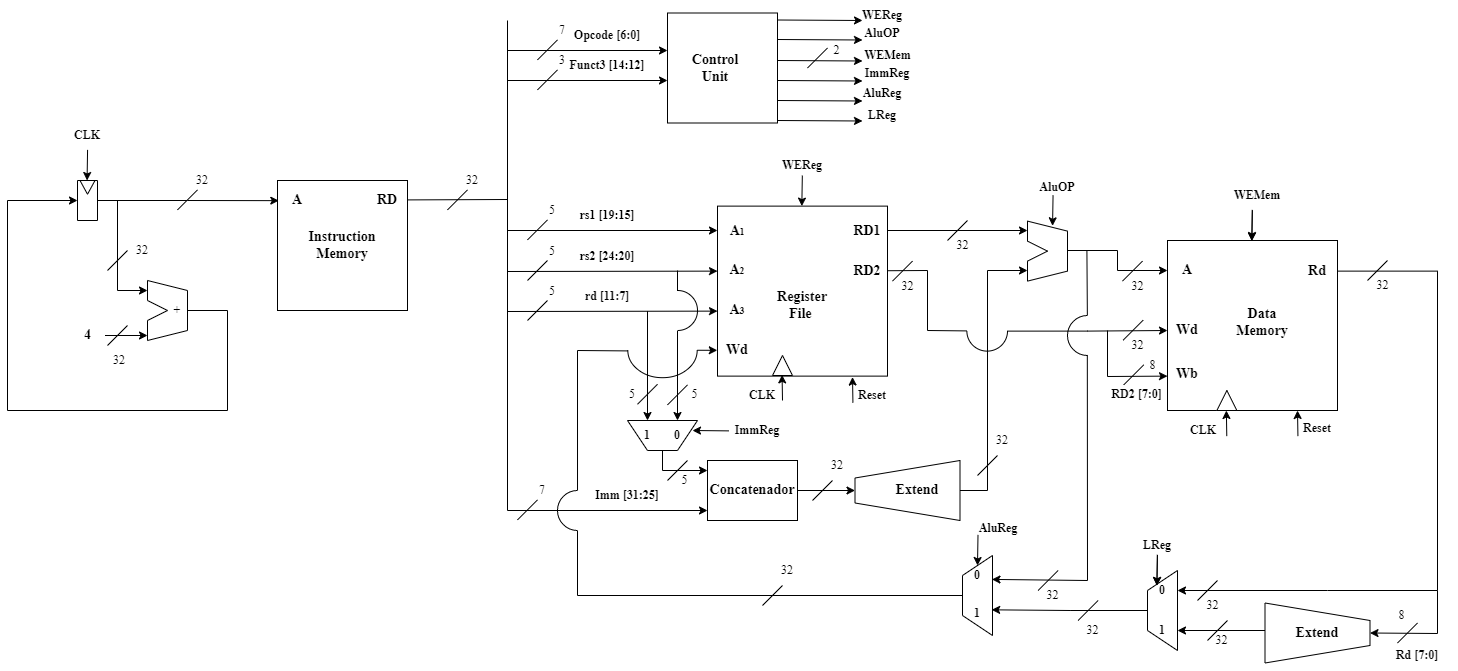 WEReg
7
Opcode [6:0]
AluOP
Control
Unit
2
WEMem
3
Funct3 [14:12]
ImmReg
AluReg
LReg
CLK
WEReg
AluOP
WEMem
32
32
A
RD
Instruction
Memory
5
rs1 [19:15]
A1
RD1
32
32
5
rs2 [24:20]
A2
RD2
32
32
A
Rd
32
5
rd [11:7]
A3
Register
File
Data
Memory
+
4
32
Wd
Wd
32
8
Wb
RD2 [7:0]
5
5
CLK
Reset
CLK
Reset
1
0
ImmReg
32
5
Concatenador
32
Extend
7
Imm [31:25]
AluReg
LReg
32
0
32
0
32
1
32
1
32
8
Extend
Rd [7:0]